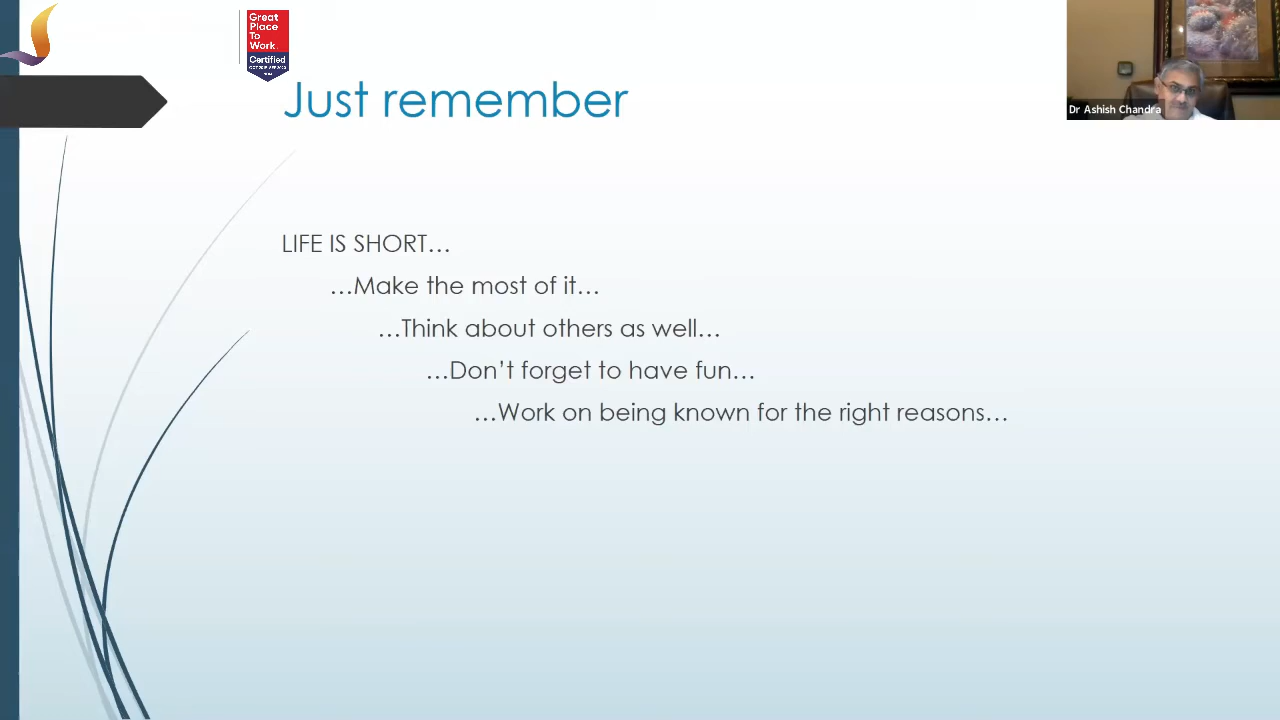 Great
Place
To
Work.
Certified
Just remember
Dr Ashish Chandra
LIFE IS SHORT…
…Make the most of it…
…Think about others as well…
…Don’t forget to have fun…
…Work on being known for the right reasons…